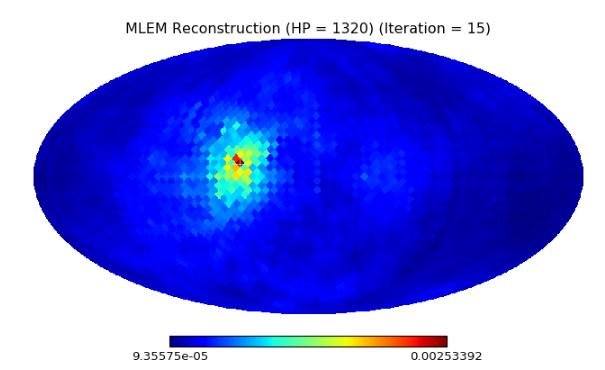 MLEM Reconstruction (HP = 1320) (Iteration = 15)
9.35575e-05 0.00253392